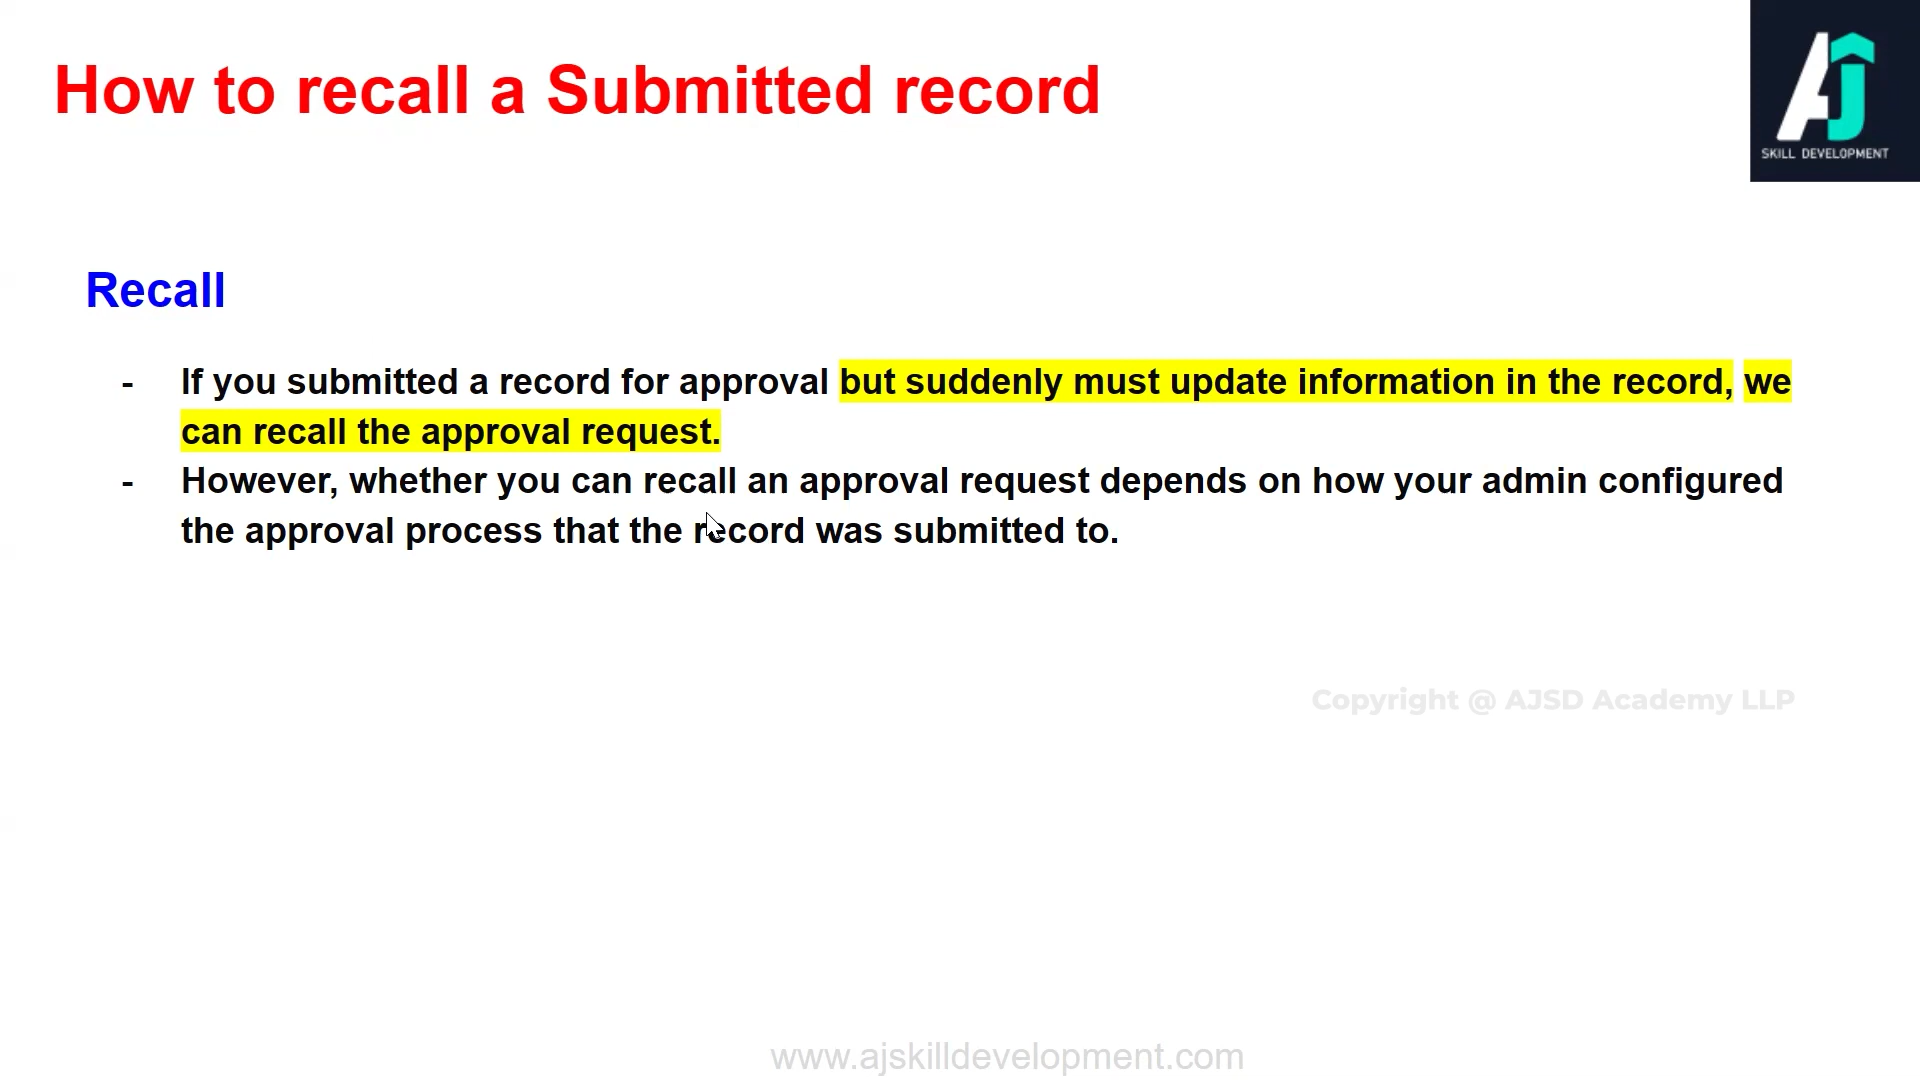 How to recall a Submitted record
AJ
SKILL DEVELOPMENT
Recall
- If you submitted a record for approval but suddenly must update information in the record, we
can recall the approval request.
- However, whether you can recall an approval request depends on how your admin configured
the approval process that the record was submitted to.
Copyright @ AJSD Academy LLP
www.ajskilldevelopment.com